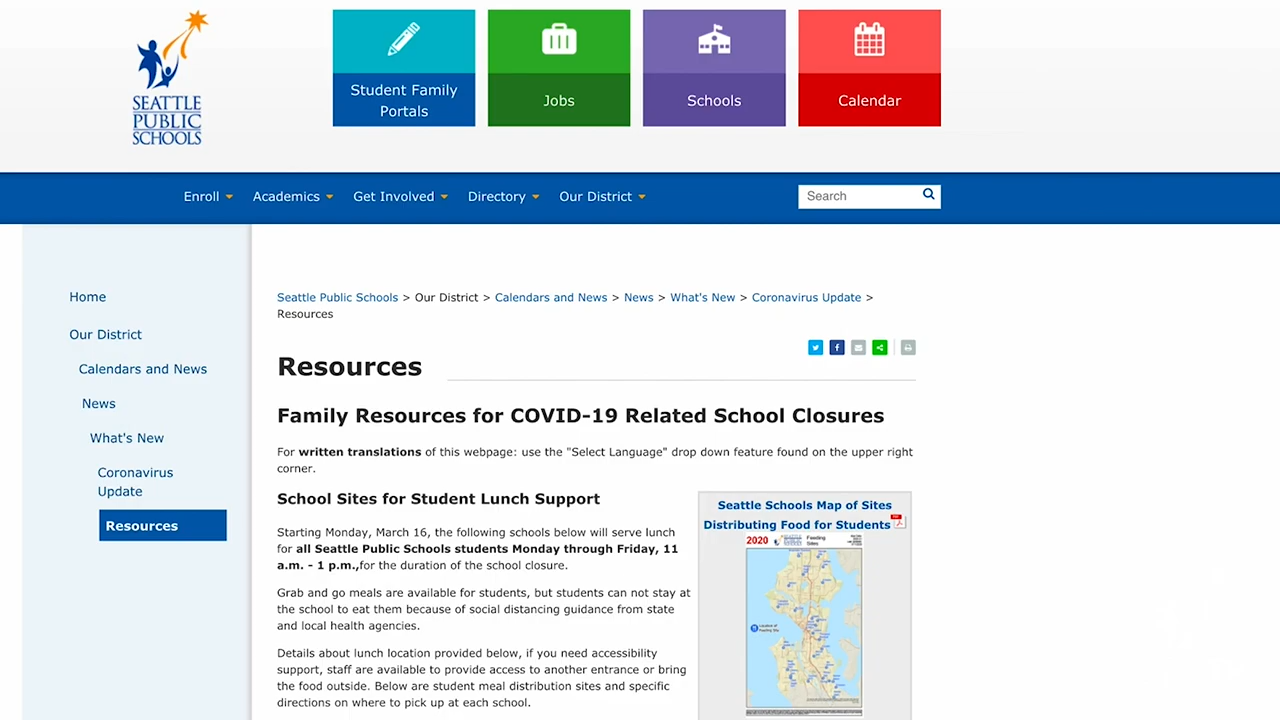 SEATTLE
PUBLIC
SCHOOLS
Student Family
Portals
Jobs
Schools
Calendar
Enroll
Academics
Get Involved
Directory
Our District
Search
Home
Our District
Calendars and News
News
What's New
Coronavirus
Update
Resources
Seattle Public Schools > Our District > Calendars and News > News > What's New > Coronavirus Update >
Resources
Resources
Family Resources for COVID-19 Related School Closures
For written translations of this webpage: use the "Select Language" drop down feature found on the upper right
corner.
School Sites for Student Lunch Support
Starting Monday, March 16, the following schools below will serve lunch
for all Seattle Public Schools students Monday through Friday, 11
a.m. - 1 p.m.,for the duration of the school closure.
Grab and go meals are available for students, but students can not stay at
the school to eat them because of social distancing guidance from state
and local health agencies.
Details about lunch location provided below, if you need accessibility
support, staff are available to provide access to another entrance or bring
the food outside. Below are student meal distribution sites and specific
directions on where to pick up at each school.
Seattle Schools Map of Sites
Distributing Food for Students
2020
Feeding
Sites